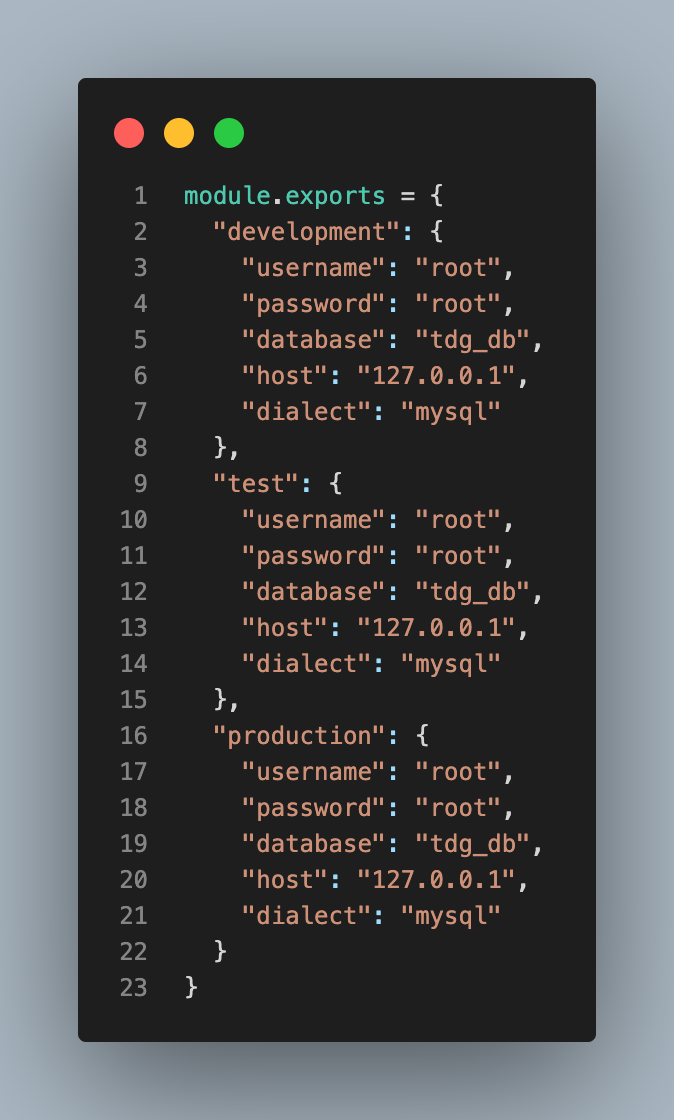 1 module.exports = {
2   "development": {
3     "username": "root",
4     "password": "root",
5     "database": "tdg_db",
6     "host": "127.0.0.1",
7     "dialect": "mysql"
8   },
9   "test": {
10     "username": "root",
11     "password": "root",
12     "database": "tdg_db",
13     "host": "127.0.0.1",
14     "dialect": "mysql"
15   },
16   "production": {
17     "username": "root",
18     "password": "root",
19     "database": "tdg_db",
20     "host": "127.0.0.1",
21     "dialect": "mysql"
22   }
23 }